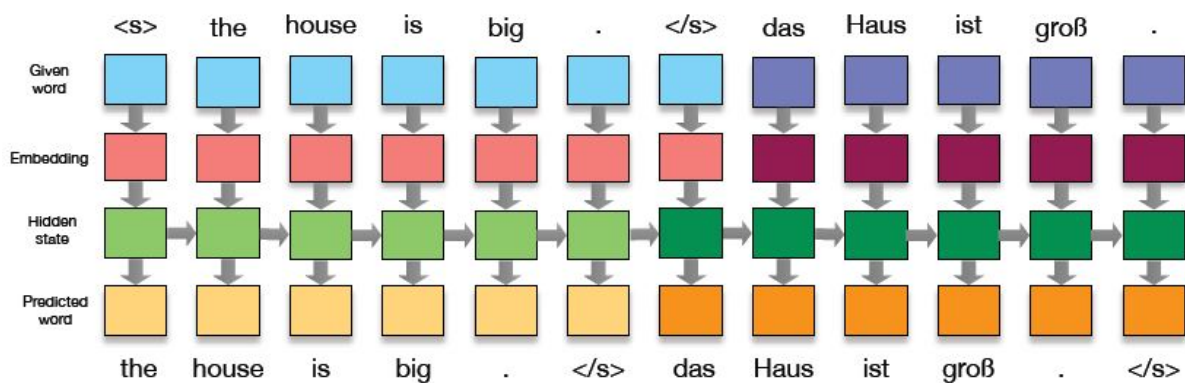 <s> the house is big . </s> das Haus ist groß .
Given
word
Embedding
Hidden
state
Predicted
word
the house is big . </s> das Haus ist groß . </s>